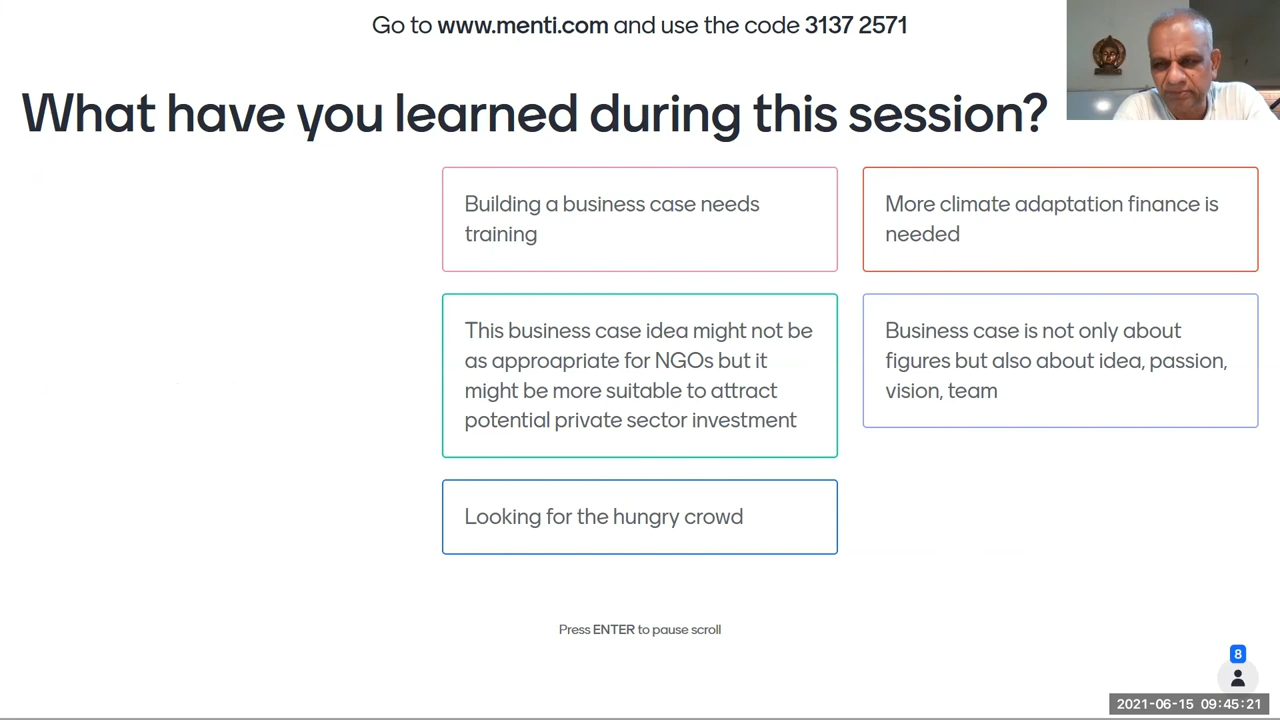 Go to www.menti.com and use the code 3137 2571
What have you learned during this session?
Building a business case needs
training
More climate adaptation finance is
needed
This business case idea might not be
as approapriate for NGOs but it
might be more suitable to attract
potential private sector investment
Business case is not only about
figures but also about idea, passion,
vision, team
Looking for the hungry crowd
Press ENTER to pause scroll
8
2021-06-15 09:45:21